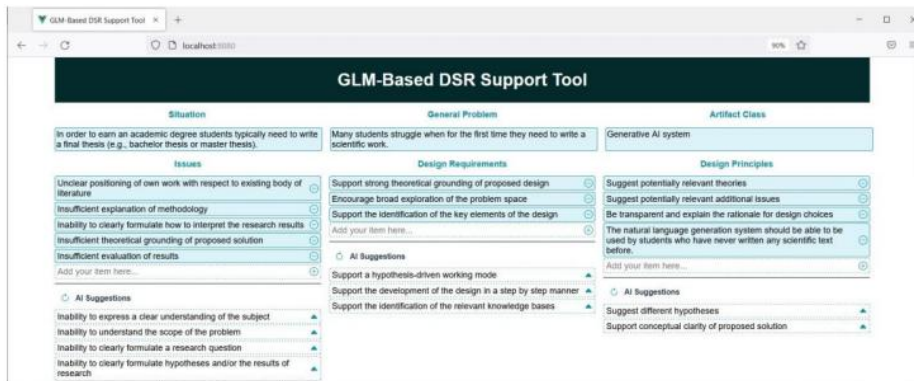 GLM-Based DSR Support Tool
localhost:8080
90%
GLM-Based DSR Support Tool
Situation
In order to earn an academic degree students typically need to write
a final thesis (e.g., bachelor thesis or master thesis).
General Problem
Many students struggle when for the first time they need to write a
scientific work.
Artifact Class
Generative AI system
Issues
Unclear positioning of own work with respect to existing body of
literature
Insufficient explanation of methodology
Inability to clearly formulate how to interpret the research results
Insufficient theoretical grounding of proposed solution
Insufficient evaluation of results
Add your item here...
AI Suggestions
Inability to express a clear understanding of the subject
Inability to understand the scope of the problem
Inability to clearly formulate a research question
Inability to clearly formulate hypotheses and/or the results of
research
Design Requirements
Support strong theoretical grounding of proposed design
Encourage broad exploration of the problem space
Support the identification of the key elements of the design
Add your item here...
AI Suggestions
Support a hypothesis-driven working mode
Support the development of the design in a step by step manner
Support the identification of the relevant knowledge bases
Design Principles
Suggest potentially relevant theories
Suggest potentially relevant additional issues
Be transparent and explain the rationale for design choices
The natural language generation system should be able to be
used by students who have never written any scientific text
before.
Add your item here...
AI Suggestions
Suggest different hypotheses
Support conceptual clarity of proposed solution